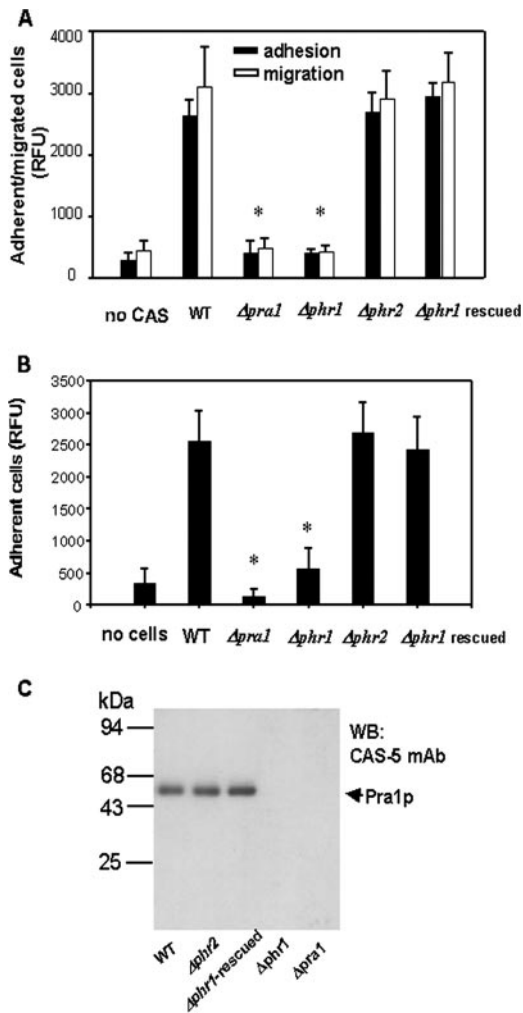 A
Adherent/migrated cells
(RFU)
4000
3000
2000
1000
0
adhesion
migration
*
*
no CAS
WT
Δpra1
Δphr1
Δphr2
Δphr1 rescued
B
Adherent cells (RFU)
3500
3000
2500
2000
1500
1000
500
0
*
*
no cells
WT
Δpra1
Δphr1
Δphr2
Δphr1 rescued
C
kDa
94
68
43
25
WB:
CAS-5 mAb
Pra1p
WT
Δphr2
Δphr1-rescued
Δphr1
Δpra1